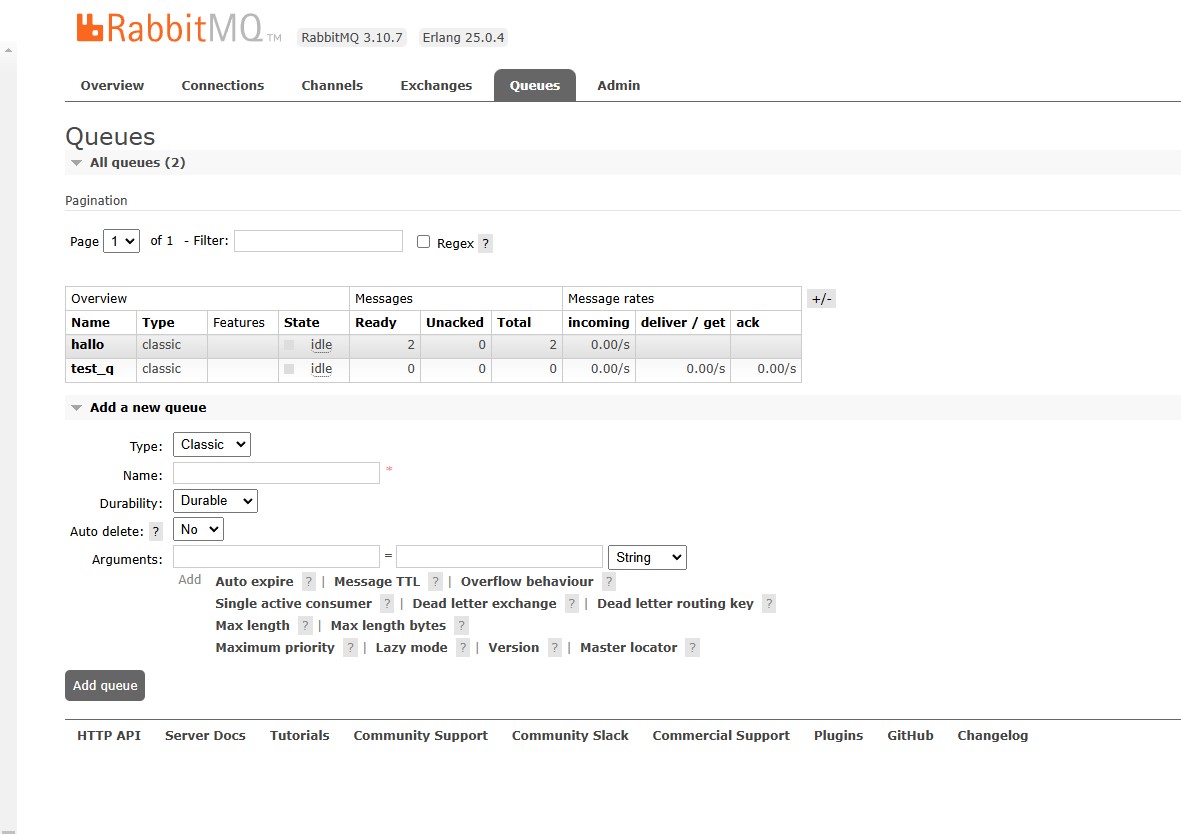 RabbitMQ TM RabbitMQ 3.10.7 Erlang 25.0.4
Overview Connections Channels Exchanges Queues Admin
Queues
All queues (2)
Pagination
Page 1 of 1 - Filter: Regex ?
Overview Messages Message rates +/-
Name Type Features State Ready Unacked Total incoming deliver / get ack
hallo classic idle 2 0 2 0.00/s
test_q classic idle 0 0 0 0.00/s 0.00/s 0.00/s
Add a new queue
Type: Classic
Name: *
Durability: Durable
Auto delete: ? No
Arguments: = String
Add Auto expire ? | Message TTL ? | Overflow behaviour ?
Single active consumer ? | Dead letter exchange ? | Dead letter routing key ?
Max length ? | Max length bytes ?
Maximum priority ? | Lazy mode ? | Version ? | Master locator ?
Add queue
HTTP API Server Docs Tutorials Community Support Community Slack Commercial Support Plugins GitHub Changelog